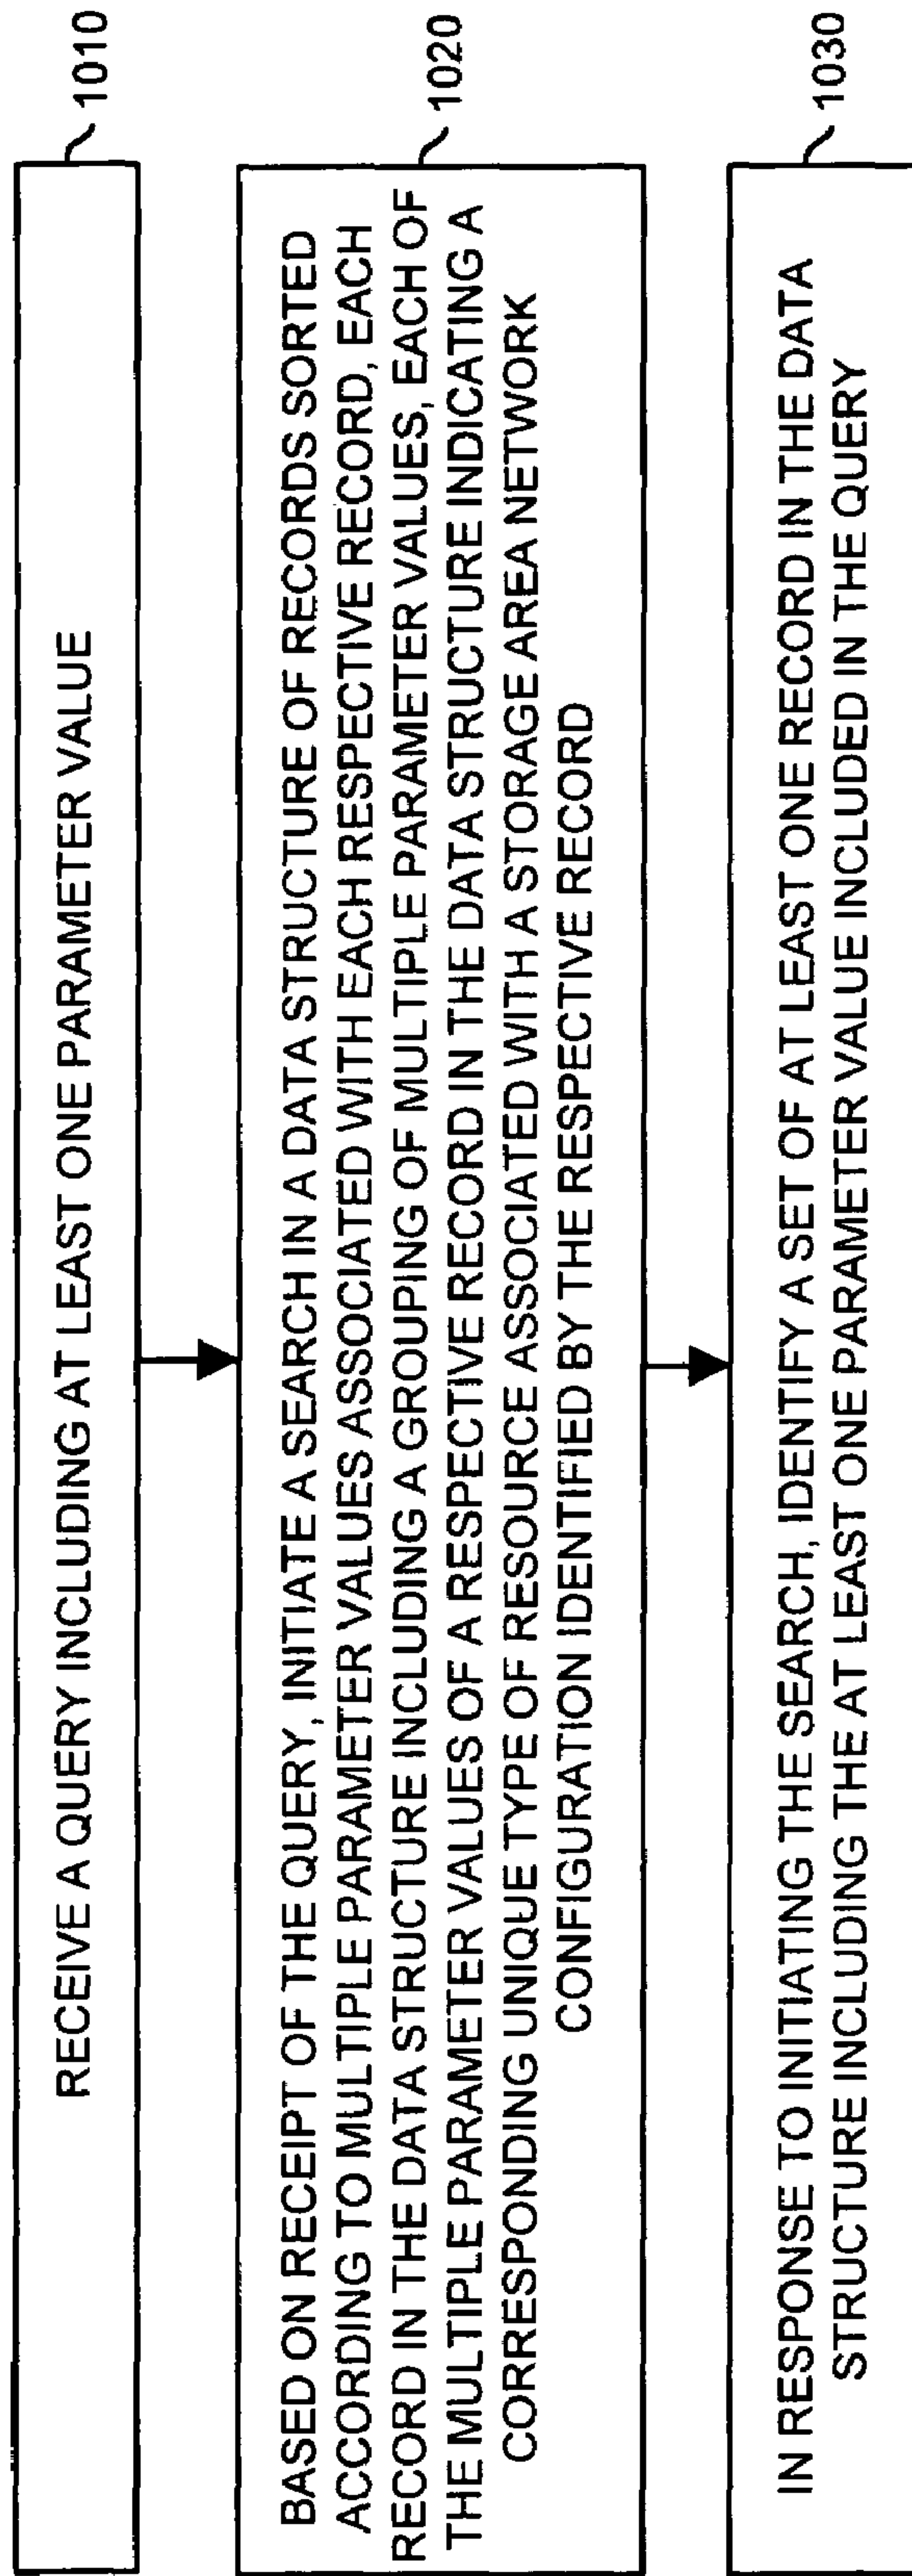 RECEIVE A QUERY INCLUDING AT LEAST ONE PARAMETER VALUE
1010
BASED ON RECEIPT OF THE QUERY, INITIATE A SEARCH IN A DATA STRUCTURE OF RECORDS SORTED
ACCORDING TO MULTIPLE PARAMETER VALUES ASSOCIATED WITH EACH RESPECTIVE RECORD, EACH
RECORD IN THE DATA STRUCTURE INCLUDING A GROUPING OF MULTIPLE PARAMETER VALUES, EACH OF
THE MULTIPLE PARAMETER VALUES OF A RESPECTIVE RECORD IN THE DATA STRUCTURE INDICATING A
CORRESPONDING UNIQUE TYPE OF RESOURCE ASSOCIATED WITH A STORAGE AREA NETWORK
CONFIGURATION IDENTIFIED BY THE RESPECTIVE RECORD
1020
IN RESPONSE TO INITIATING THE SEARCH, IDENTIFY A SET OF AT LEAST ONE RECORD IN THE DATA
STRUCTURE INCLUDING THE AT LEAST ONE PARAMETER VALUE INCLUDED IN THE QUERY
1030